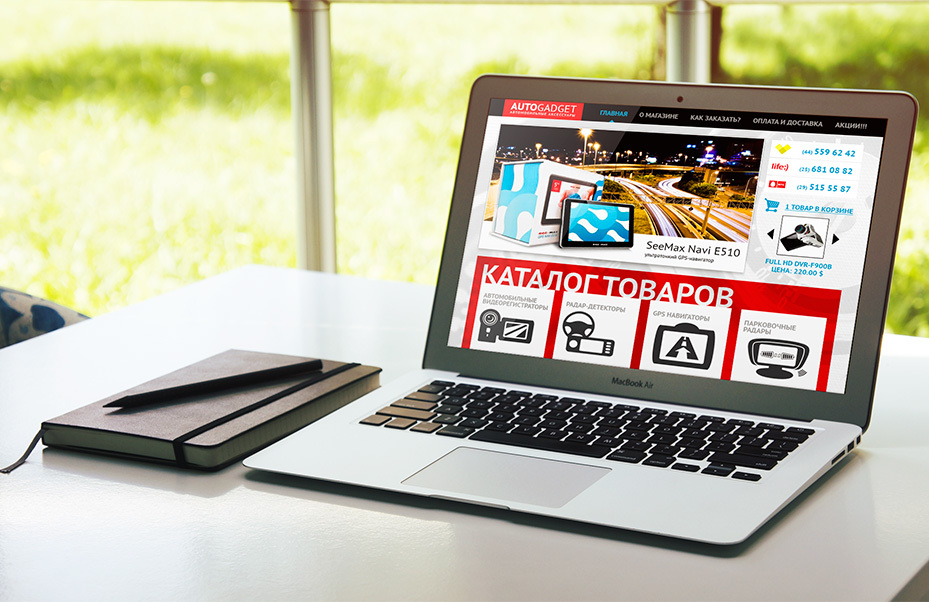 AUTOGADGET
АВТОМОБИЛЬНЫЕ АКСЕССУАРЫ
ГЛАВНАЯ О МАГАЗИНЕ КАК ЗАКАЗАТЬ? ОПЛАТА И ДОСТАВКА АКЦИИ!!!
(44) 559 62 42
life:) (25) 681 08 82
(29) 515 55 87
1 ТОВАР В КОРЗИНЕ
FULL HD DVR-F900B
ЦЕНА: 220.00 $
SeeMax Navi E510
ультратонкий GPS-навигатор
КАТАЛОГ ТОВАРОВ
АВТОМОБИЛЬНЫЕ
ВИДЕОРЕГИСТРАТОРЫ
РАДАР-ДЕТЕКТОРЫ
GPS НАВИГАТОРЫ
ПАРКОВОЧНЫЕ
РАДАРЫ
MacBook Air